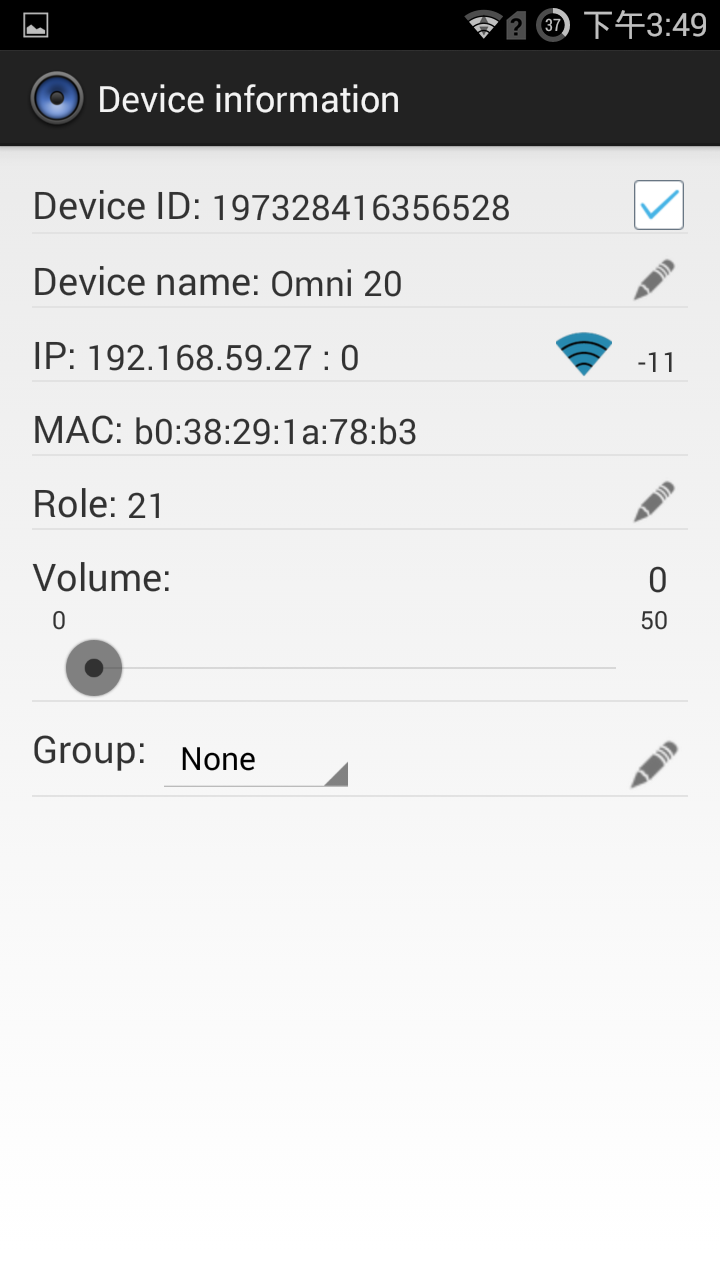 37 下午3:49
Device information
Device ID: 197328416356528
Device name: Omni 20
IP: 192.168.59.27 : 0 -11
MAC: b0:38:29:1a:78:b3
Role: 21
Volume: 0
0 50
Group: None